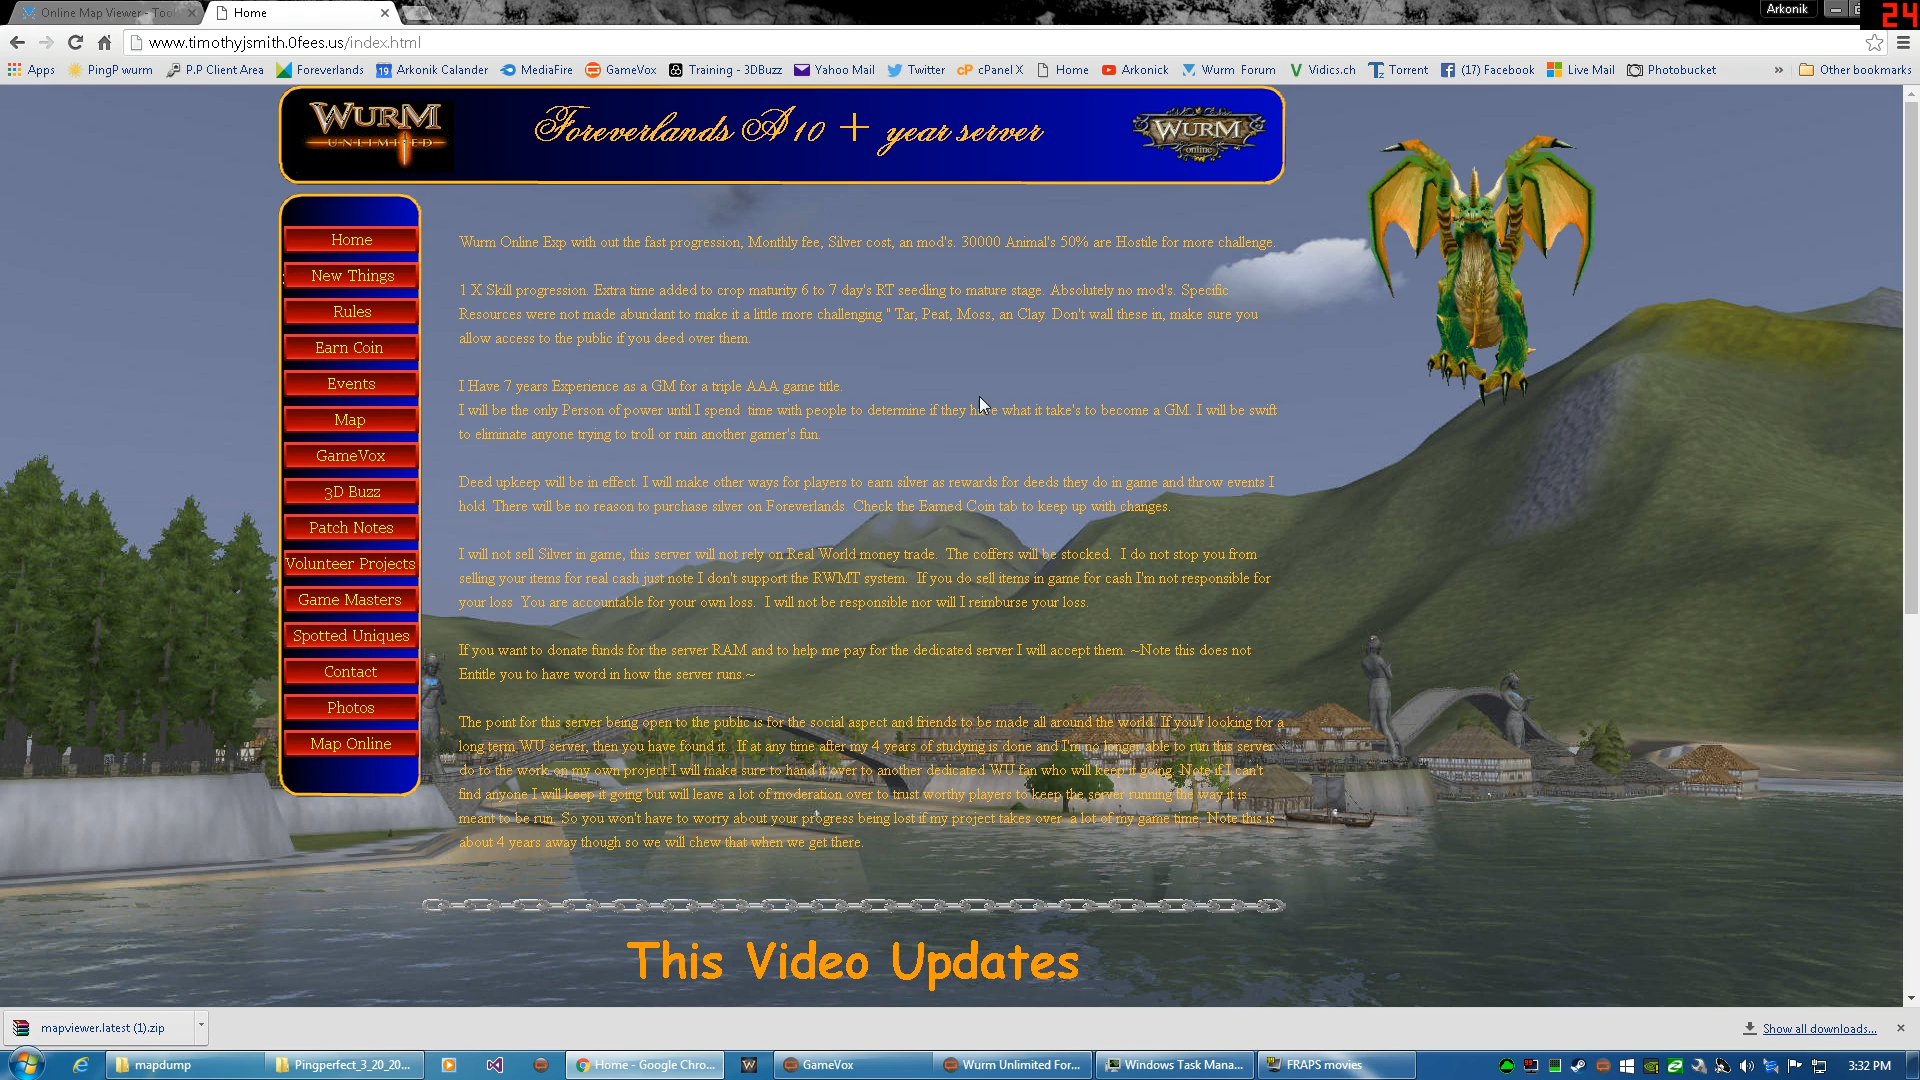 Online Map Viewer - Tool
Home
Arkonik
24
www.timothyjsmith.0fees.us/index.html
Apps
PingP wurm
P.P Client Area
Foreverlands
19
Arkonik Calander
MediaFire
GameVox
Training - 3DBuzz
Yahoo Mail
Twitter
cPanel X
Home
Arkonick
Wurm Forum
Vidics.ch
Torrent
(17) Facebook
Live Mail
Photobucket
»
Other bookmarks
WURM
UNLIMITED
Foreverlands A 10 + year server
WURM
online
Home
New Things
Rules
Earn Coin
Events
Map
GameVox
3D Buzz
Patch Notes
Volunteer Projects
Game Masters
Spotted Uniques
Contact
Photos
Map Online
Wurm Online Exp with out the fast progression, Monthly fee, Silver cost, an mod's. 30000 Animal's 50% are Hostile for more challenge.
1 X Skill progression. Extra time added to crop maturity 6 to 7 day's RT seedling to mature stage. Absolutely no mod's. Specific
Resources were not made abundant to make it a little more challenging " Tar, Peat, Moss, an Clay. Don't wall these in, make sure you
allow access to the public if you deed over them.
I Have 7 years Experience as a GM for a triple AAA game title.
I will be the only Person of power until I spend time with people to determine if they have what it take's to become a GM. I will be swift
to eliminate anyone trying to troll or ruin another gamer's fun.
Deed upkeep will be in effect. I will make other ways for players to earn silver as rewards for deeds they do in game and throw events I
hold. There will be no reason to purchase silver on Foreverlands. Check the Earned Coin tab to keep up with changes.
I will not sell Silver in game, this server will not rely on Real World money trade. The coffers will be stocked. I do not stop you from
selling your items for real cash just note I don't support the RWMT system. If you do sell items in game for cash I'm not responsible for
your loss You are accountable for your own loss. I will not be responsible nor will I reimburse your loss.
If you want to donate funds for the server RAM and to help me pay for the dedicated server I will accept them. ~Note this does not
Entitle you to have word in how the server runs.~
The point for this server being open to the public is for the social aspect and friends to be made all around the world. If you'r looking for a
long term WU server, then you have found it. If at any time after my 4 years of studying is done and I'm no longer able to run this server
do to the work on my own project I will make sure to hand it over to another dedicated WU fan who will keep it going. Note if I can't
find anyone I will keep it going but will leave a lot of moderation over to trust worthy players to keep the server running the way it is
meant to be run. So you won't have to worry about your progress being lost if my project takes over a lot of my game time. Note this is
about 4 years away though so we will chew that when we get there.
This Video Updates
mapviewer.latest (1).zip
Show all downloads...
mapdump
Pingperfect_3_20_20...
Home - Google Chro...
GameVox
Wurm Unlimited For...
Windows Task Mana...
FRAPS movies
3:32 PM